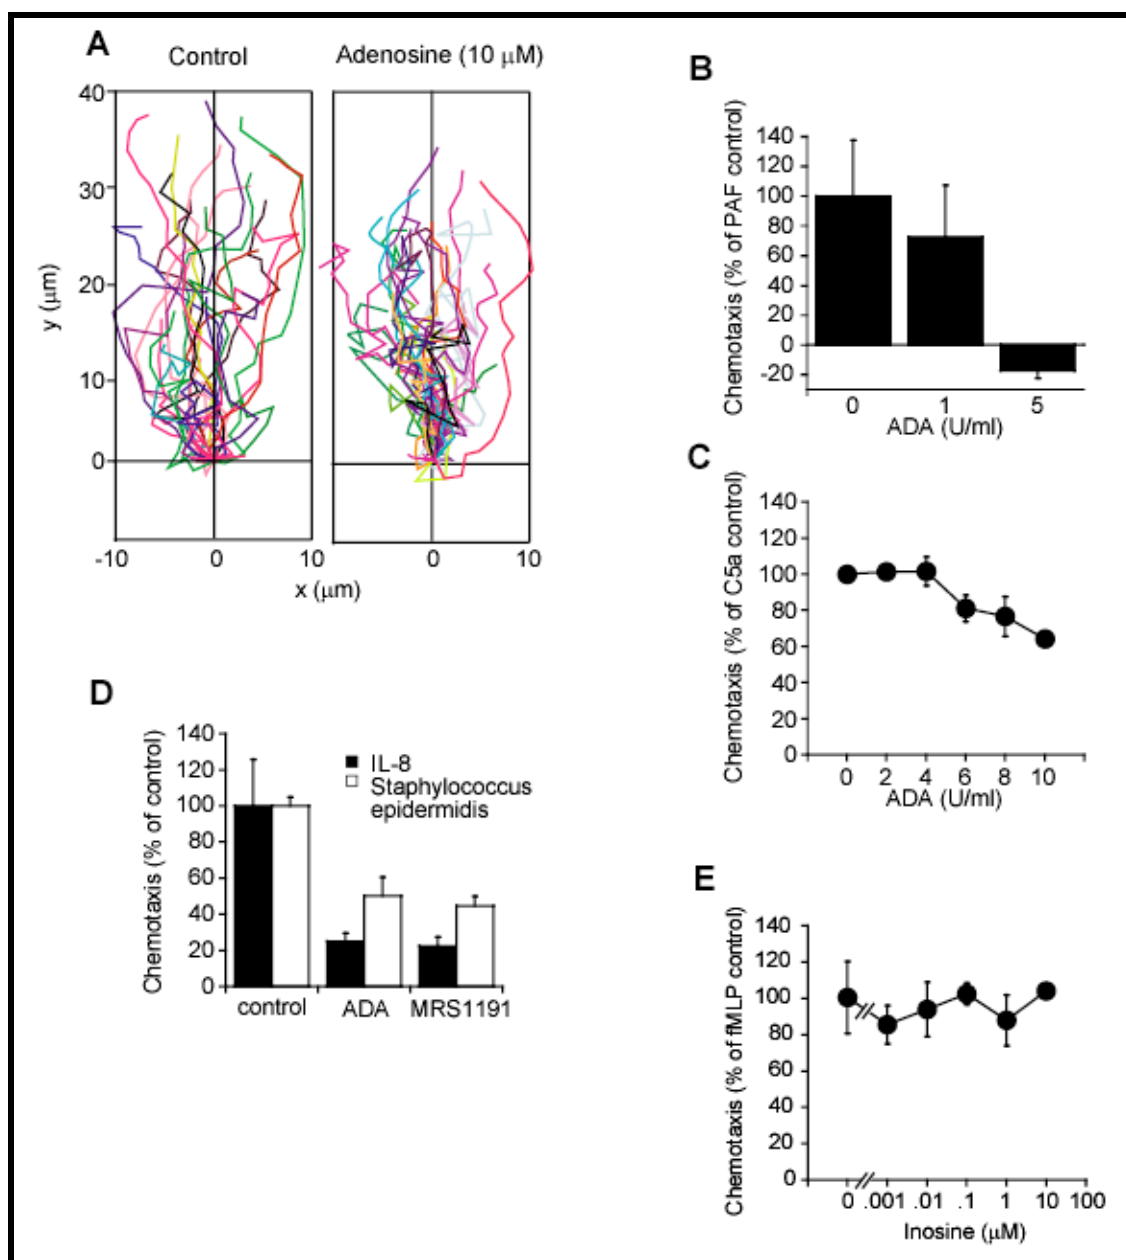 A
Control
Adenosine (10 μM)
40
30
20
10
0
y (μm)
-10
0
10
0
10
x (μm)
B
Chemotaxis (% of PAF control)
140
120
100
80
60
40
20
0
-20
0
1
5
ADA (U/ml)
C
Chemotaxis (% of C5a control)
140
120
100
80
60
40
20
0
0
2
4
6
8
10
ADA (U/ml)
D
Chemotaxis (% of control)
140
120
100
80
60
40
20
0
IL-8
Staphylococcus
epidermidis
control
ADA
MRS1191
E
Chemotaxis (% of fMLP control)
140
120
100
80
60
40
20
0
0
.001
.01
.1
1
10
100
Inosine (μM)